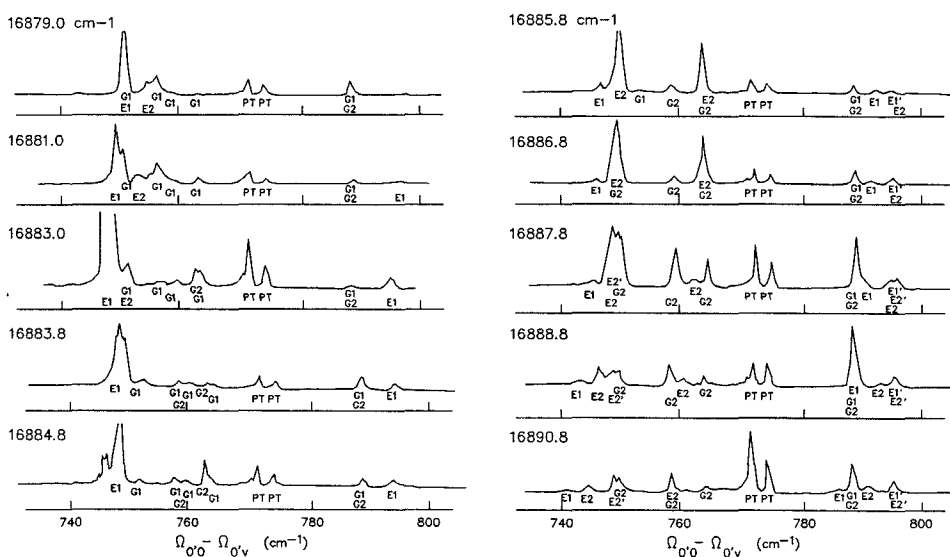 16879.0 cm-1
G1 G1 G1 G1 PT PT G1
E1 E2 G2
16881.0
G1 G1 G1 G1 PT PT G1
E1 E2 G2 E1
16883.0
G1 G1 G1 G2 PT PT G1
E1 E2 G1 G2 E1
16883.8
E1 G1 G1 G1 G2 G1 PT PT G1 E1
G2 G2
16884.8
E1 G1 G1 G1 G2 G1 PT PT G1 E1
G2 G2
740 760 780 800
Ω0'0 - Ω0'v (cm-1)
16885.8 cm-1
E1 E2 G1 G2 E2 PT PT G1 E1 E1'
G2 G2 E2
16886.8
E1 E2 G2 E2 PT PT G1 E1 E1'
G2 G2 G2 E2
16887.8
E1 E2' G2 E2 G2 PT PT G1 E1 E1'
G2 G2 E2'
E2 E2
16888.8
E1 E2 G2 G2 E1 G2 PT PT E1 E2 E1'
E2' G1 E2'
G2
16890.8
E1 E2 G2 E2 G2 PT PT E1 G1 E2 E1'
E2' G2 G2 E2'
740 760 780 800
Ω0'0 - Ω0'v (cm-1)